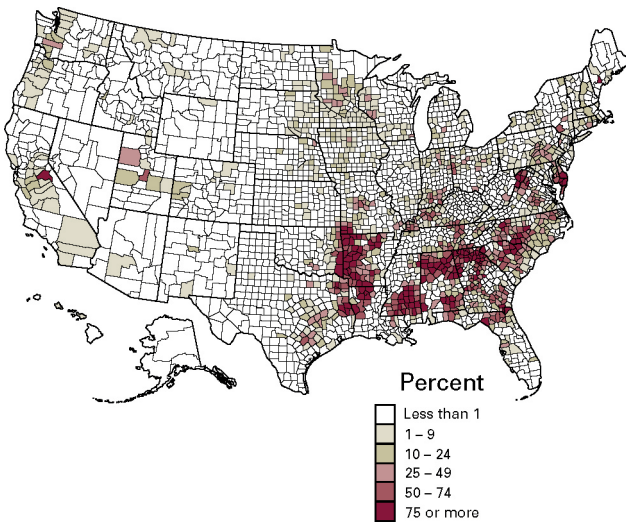 Percent
Less than 1
1 – 9
10 – 24
25 – 49
50 – 74
75 or more